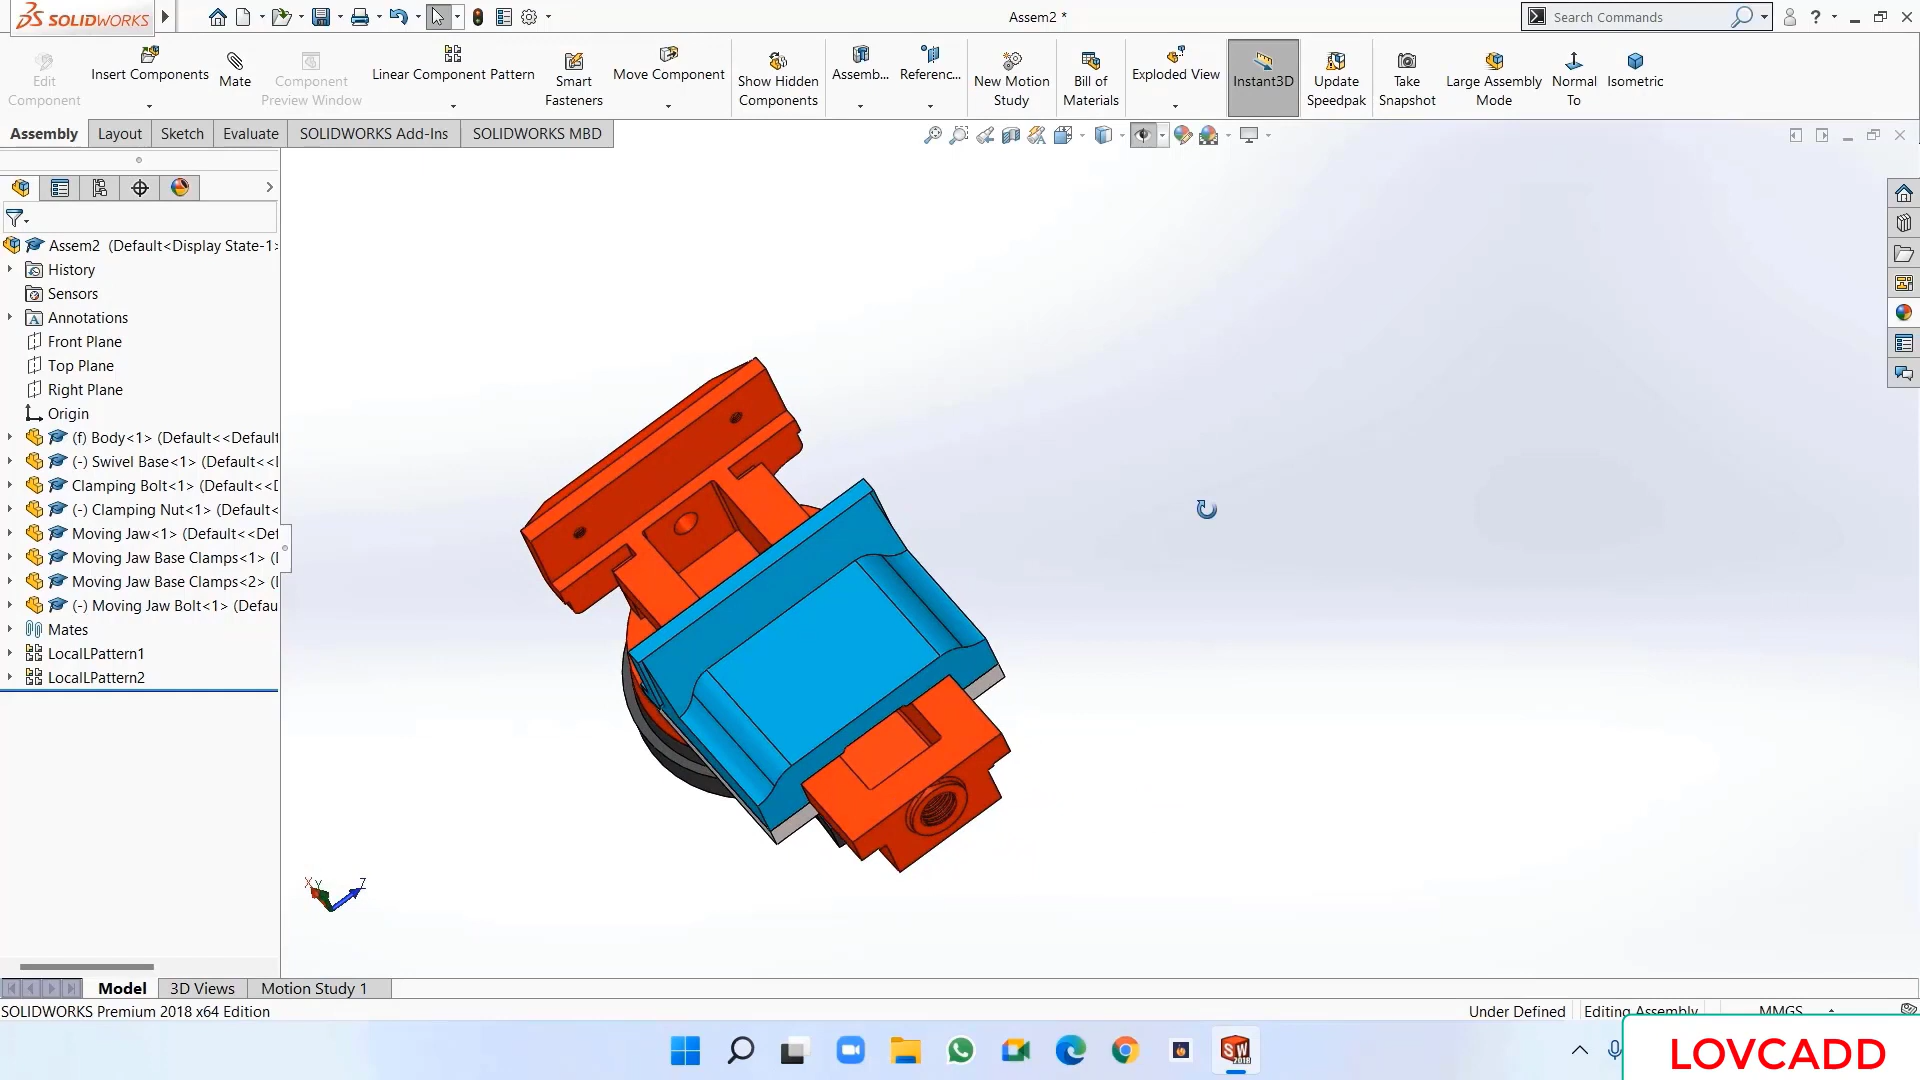 SOLIDWORKS
Assem2 *
Search Commands
?
Edit Component
Insert Components
Mate
Component Preview Window
Linear Component Pattern
Smart Fasteners
Move Component
Show Hidden Components
Assemb...
Referenc...
New Motion Study
Bill of Materials
Exploded View
Instant3D
Update Speedpak
Take Snapshot
Large Assembly Mode
Normal To
Isometric
Assembly
Layout
Sketch
Evaluate
SOLIDWORKS Add-Ins
SOLIDWORKS MBD
Assem2 (Default<Display State-1>
History
Sensors
Annotations
Front Plane
Top Plane
Right Plane
Origin
(f) Body<1> (Default<<Default
(-) Swivel Base<1> (Default<<
Clamping Bolt<1> (Default<<
(-) Clamping Nut<1> (Default<
Moving Jaw<1> (Default<<Def
Moving Jaw Base Clamps<1> (
Moving Jaw Base Clamps<2> (
(-) Moving Jaw Bolt<1> (Defau
Mates
LocalLPattern1
LocalLPattern2
X
Y
Z
Model
3D Views
Motion Study 1
SOLIDWORKS Premium 2018 x64 Edition
Under Defined
Editing Assembly
MMGS
SW
2018
LOVCADD